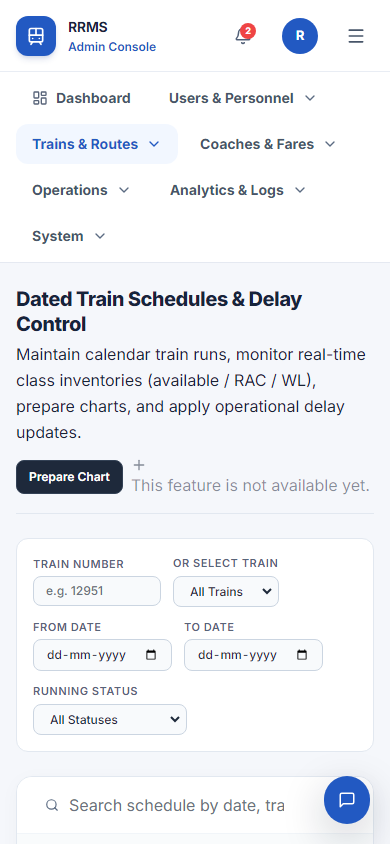 RRMS
Admin Console
2
R
Dashboard
Users & Personnel
Trains & Routes
Coaches & Fares
Operations
Analytics & Logs
System
Dated Train Schedules & Delay
Control
Maintain calendar train runs, monitor real-time
class inventories (available / RAC / WL),
prepare charts, and apply operational delay
updates.
Prepare Chart
This feature is not available yet.
TRAIN NUMBER
OR SELECT TRAIN
e.g. 12951
All Trains
FROM DATE
TO DATE
dd-mm-yyyy
dd-mm-yyyy
RUNNING STATUS
All Statuses
Search schedule by date, tra